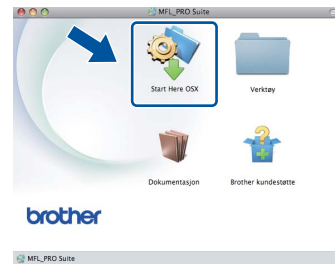 MFL_PRO Suite
Start Here OSX
Verktøy
Dokumentasjon
Brother kundestøtte
brother
MFL_PRO Suite